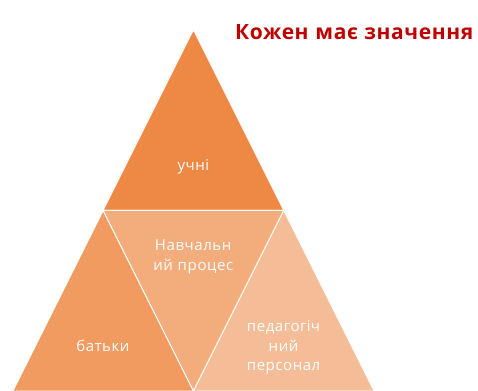 Кожен має значення
учні
Навчальн
ий процес
батьки
педагогіч
ний
персонал